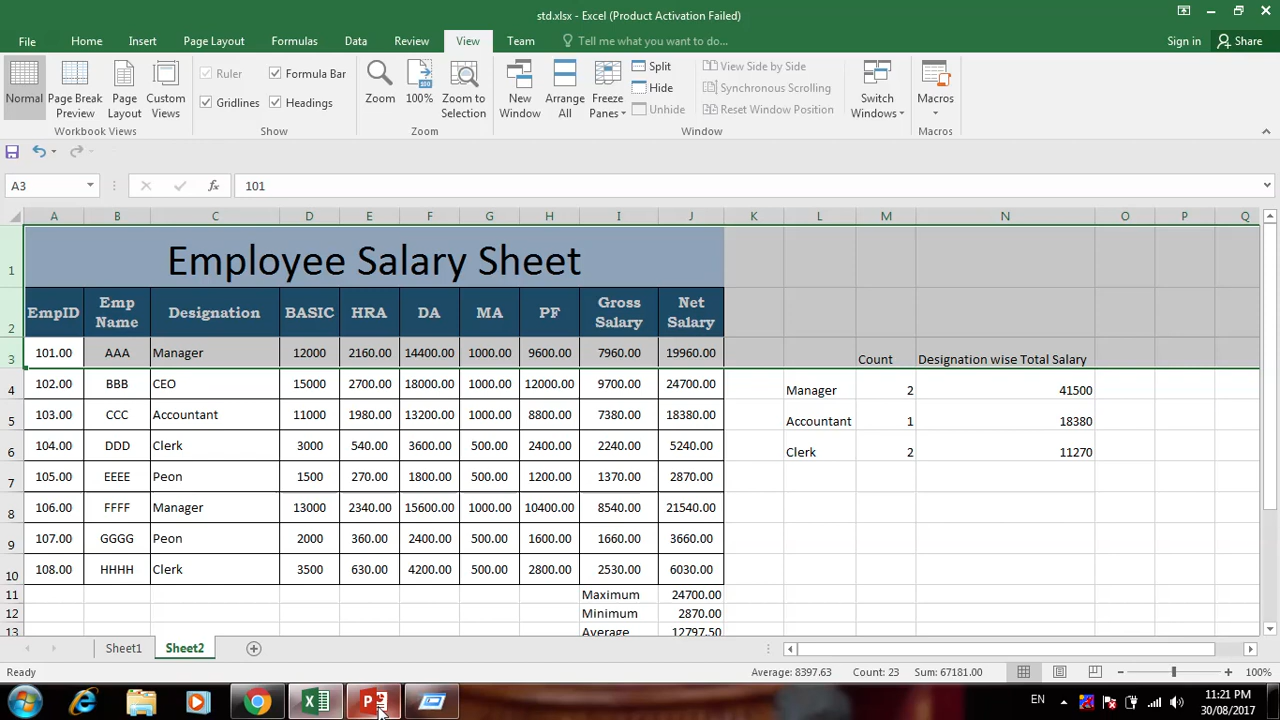 std.xlsx - Excel (Product Activation Failed)
File Home Insert Page Layout Formulas Data Review View Team Tell me what you want to do... Sign in Share
Normal Page Break Preview Page Layout Custom Views
Workbook Views
Ruler Formula Bar
Gridlines Headings
Show
Zoom 100% Zoom to Selection
Zoom
New Window Arrange All Freeze Panes
Split
Hide
Unhide
View Side by Side
Synchronous Scrolling
Reset Window Position
Switch Windows
Window
Macros
Macros
A3 fx 101
A B C D E F G H I J K L M N O P Q
1 Employee Salary Sheet
2 EmpID Emp Name Designation BASIC HRA DA MA PF Gross Salary Net Salary
3 101.00 AAA Manager 12000 2160.00 14400.00 1000.00 9600.00 7960.00 19960.00 Count Designation wise Total Salary
4 102.00 BBB CEO 15000 2700.00 18000.00 1000.00 12000.00 9700.00 24700.00 Manager 2 41500
5 103.00 CCC Accountant 11000 1980.00 13200.00 1000.00 8800.00 7380.00 18380.00 Accountant 1 18380
6 104.00 DDD Clerk 3000 540.00 3600.00 500.00 2400.00 2240.00 5240.00 Clerk 2 11270
7 105.00 EEEE Peon 1500 270.00 1800.00 500.00 1200.00 1370.00 2870.00
8 106.00 FFFF Manager 13000 2340.00 15600.00 1000.00 10400.00 8540.00 21540.00
9 107.00 GGGG Peon 2000 360.00 2400.00 500.00 1600.00 1660.00 3660.00
10 108.00 HHHH Clerk 3500 630.00 4200.00 500.00 2800.00 2530.00 6030.00
11 Maximum 24700.00
12 Minimum 2870.00
13 Average 12797.50
Sheet1 Sheet2
Ready Average: 8397.63 Count: 23 Sum: 67181.00 100%
EN 11:21 PM
30/08/2017